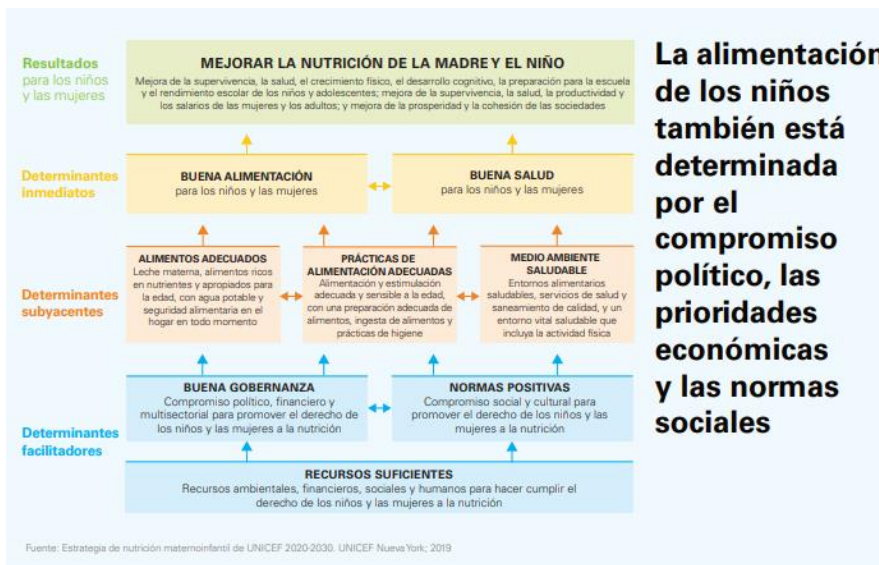 Resultados
para los niños
y las mujeres
MEJORAR LA NUTRICIÓN DE LA MADRE Y EL NIÑO
Mejora de la supervivencia, la salud, el crecimiento físico, el desarrollo cognitivo, la preparación para la escuela
y el rendimiento escolar de los niños y adolescentes; mejora de la supervivencia, la salud, la productividad y
los salarios de las mujeres y los adultos; y mejora de la prosperidad y la cohesión de las sociedades
Determinantes
inmediatos
BUENA ALIMENTACIÓN
para los niños y las mujeres
BUENA SALUD
para los niños y las mujeres
Determinantes
subyacentes
ALIMENTOS ADECUADOS
Leche materna, alimentos ricos
en nutrientes y apropiados para
la edad, con agua potable y
seguridad alimentaria en el
hogar en todo momento
PRÁCTICAS DE
ALIMENTACIÓN ADECUADAS
Alimentación y estimulación
adecuada y sensible a la edad,
con una preparación adecuada de
alimentos, ingesta de alimentos y
prácticas de higiene
MEDIO AMBIENTE
SALUDABLE
Entornos alimentarios
saludables, servicios de salud y
saneamiento de calidad, y un
entorno vital saludable que
incluya la actividad física
Determinantes
facilitadores
BUENA GOBERNANZA
Compromiso político, financiero y
multisectorial para promover el derecho de
los niños y las mujeres a la nutrición
NORMAS POSITIVAS
Compromiso social y cultural para
promover el derecho de los niños y las
mujeres a la nutrición
RECURSOS SUFICIENTES
Recursos ambientales, financieros, sociales y humanos para hacer cumplir el
derecho de los niños y las mujeres a la nutrición
La alimentación
de los niños
también está
determinada
por el
compromiso
político, las
prioridades
económicas
y las normas
sociales
Fuente: Estrategia de nutrición maternoinfantil de UNICEF 2020-2030. UNICEF Nueva York; 2019